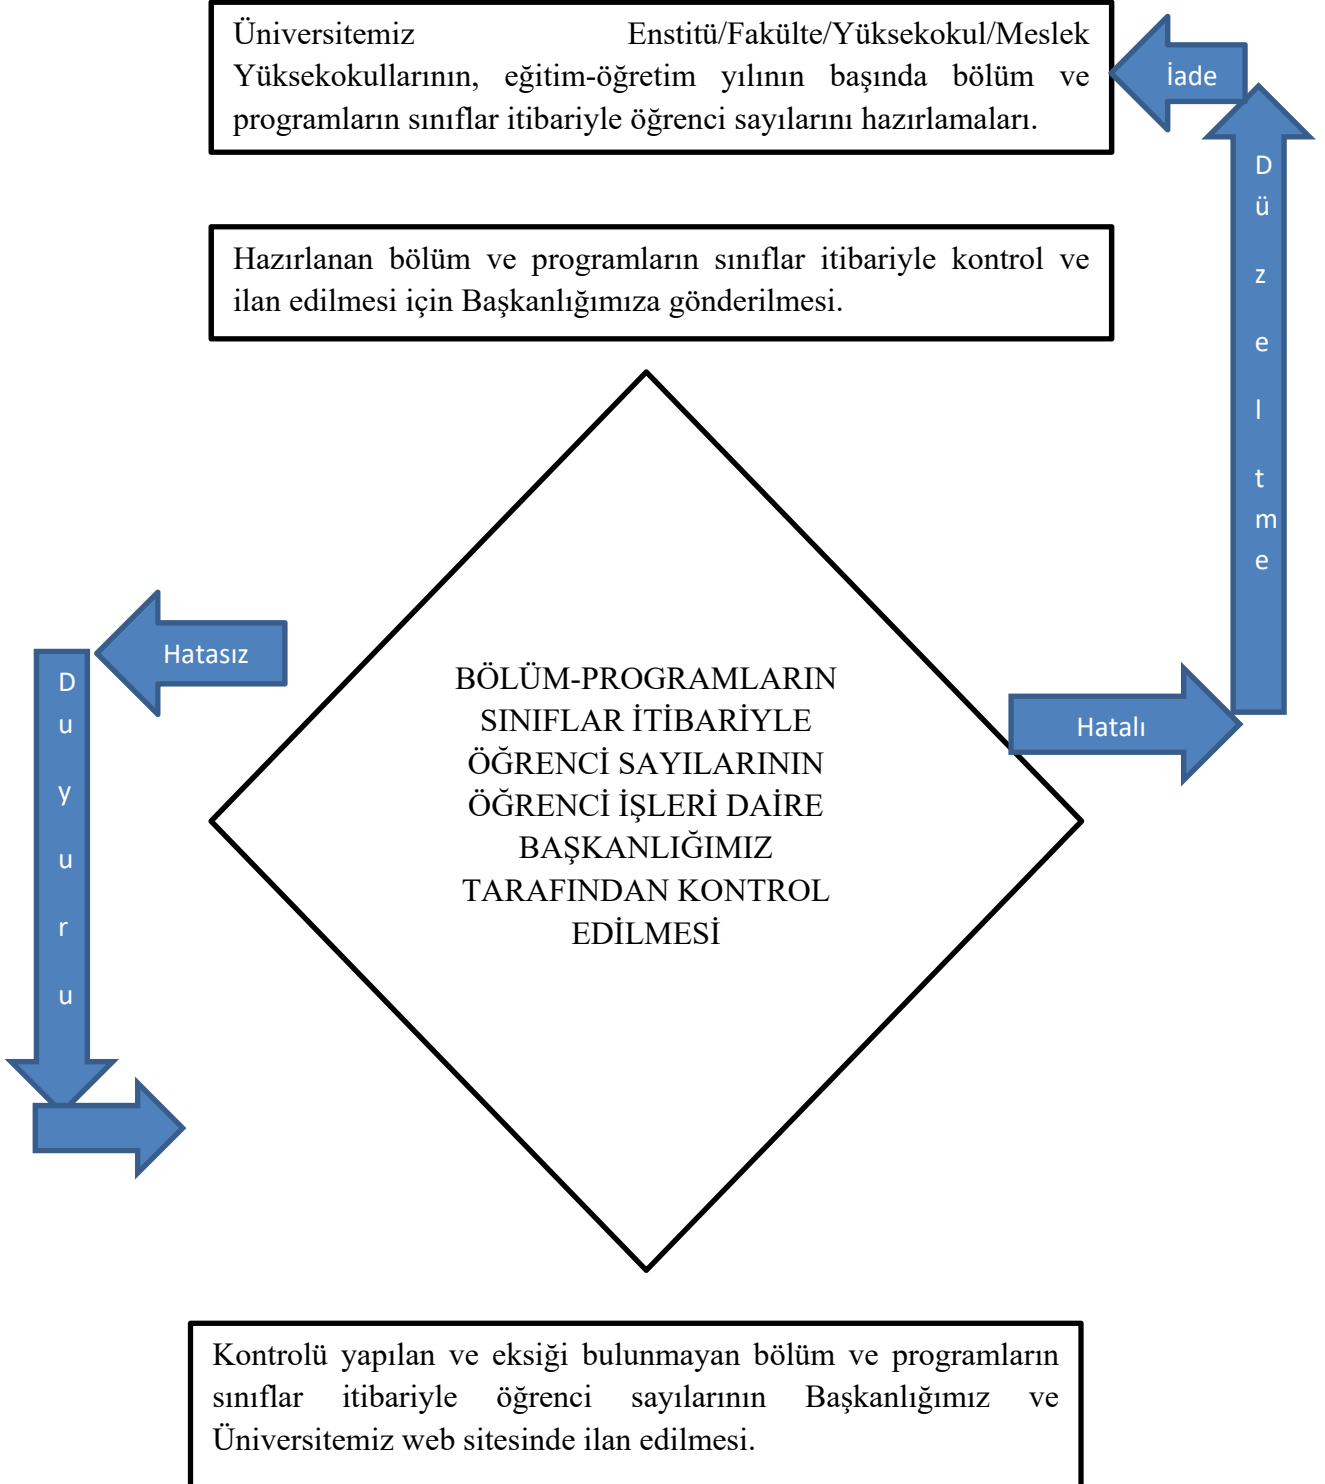 Üniversitemiz Enstitü/Fakülte/Yüksekokul/Meslek
Yüksekokullarının, eğitim-öğretim yılının başında bölüm ve
programların sınıflar itibariyle öğrenci sayılarını hazırlamaları.
İade
Düzeltme
Hazırlanan bölüm ve programların sınıflar itibariyle kontrol ve
ilan edilmesi için Başkanlığımıza gönderilmesi.
Hatasız
Duyuru
BÖLÜM-PROGRAMLARIN
SINIFLAR İTİBARİYLE
ÖĞRENCİ SAYILARININ
ÖĞRENCİ İŞLERİ DAİRE
BAŞKANLIĞIMIZ
TARAFINDAN KONTROL
EDİLMESİ
Hatalı
Kontrolü yapılan ve eksiği bulunmayan bölüm ve programların
sınıflar itibariyle öğrenci sayılarının Başkanlığımız ve
Üniversitemiz web sitesinde ilan edilmesi.